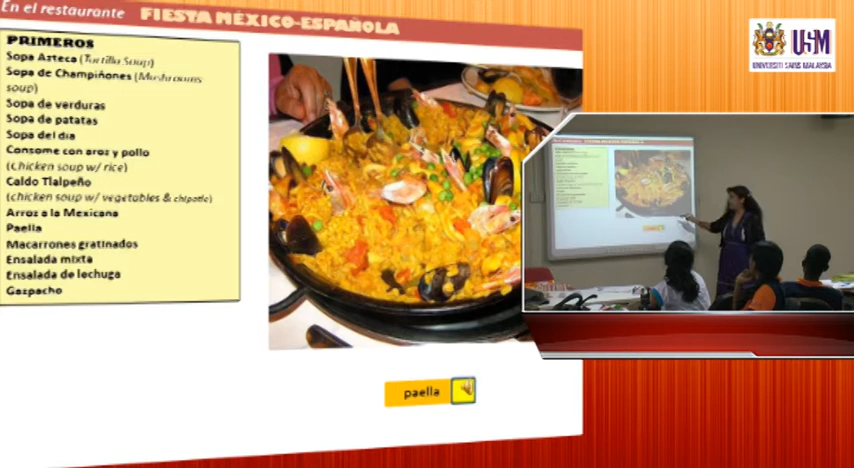 En el restaurante FIESTA MÉXICO-ESPAÑOLA
PRIMEROS
Sopa Azteca (Tortilla Soup)
Sopa de Champiñones (Mushrooms
soup)
Sopa de verduras
Sopa de patatas
Sopa del dia
Consome con aroz y pollo
(Chicken soup w/ rice)
Caldo Tlalpeño
(chicken soup w/ vegetables & chipotle)
Arroz a la Mexicana
Paella
Macarrones gratinados
Ensalada mixta
Ensalada de lechuga
Gazpacho
paella
USM
UNIVERSITI SAINS MALAYSIA